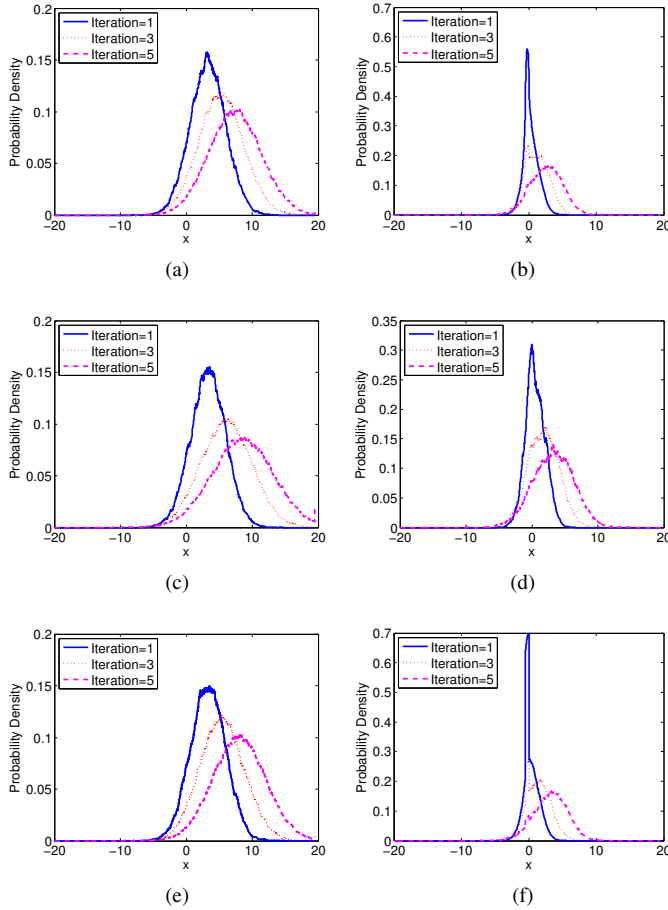 0.2
0.15
0.1
0.05
0
Probability Density
Iteration=1
Iteration=3
Iteration=5
−20 −10 0 10 20
x
(a)
0.7
0.6
0.5
0.4
0.3
0.2
0.1
0
Probability Density
Iteration=1
Iteration=3
Iteration=5
−20 −10 0 10 20
x
(b)
0.2
0.15
0.1
0.05
0
Probability Density
Iteration=1
Iteration=3
Iteration=5
−20 −10 0 10 20
x
(c)
0.35
0.3
0.25
0.2
0.15
0.1
0.05
0
Probability Density
Iteration=1
Iteration=3
Iteration=5
−20 −10 0 10 20
x
(d)
0.2
0.15
0.1
0.05
0
Probability Density
Iteration=1
Iteration=3
Iteration=5
−20 −10 0 10 20
x
(e)
0.7
0.6
0.5
0.4
0.3
0.2
0.1
0
Probability Density
Iteration=1
Iteration=3
Iteration=5
−20 −10 0 10 20
x
(f)